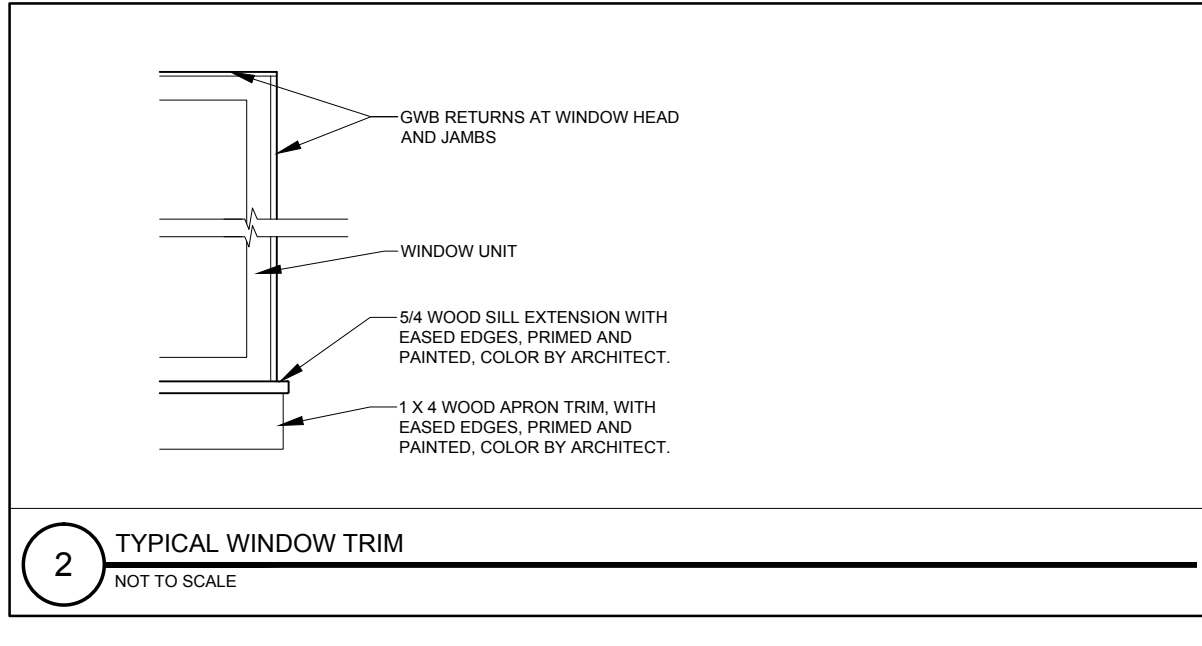 GWB RETURNS AT WINDOW HEAD
AND JAMBS
WINDOW UNIT
5/4 WOOD SILL EXTENSION WITH
EASED EDGES, PRIMED AND
PAINTED, COLOR BY ARCHITECT.
1 X 4 WOOD APRON TRIM, WITH
EASED EDGES, PRIMED AND
PAINTED, COLOR BY ARCHITECT.
2
TYPICAL WINDOW TRIM
NOT TO SCALE